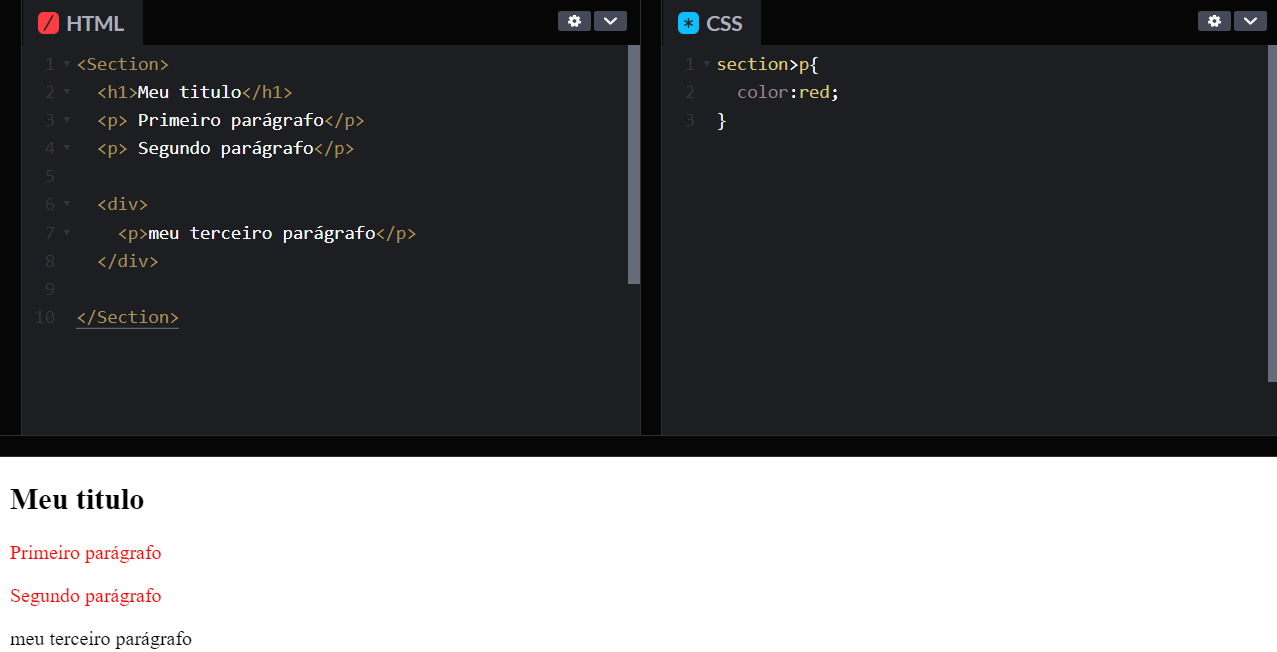 HTML
1 <Section>
2 <h1>Meu titulo</h1>
3 <p> Primeiro parágrafo</p>
4 <p> Segundo parágrafo</p>
5
6 <div>
7 <p>meu terceiro parágrafo</p>
8 </div>
9
10 </Section>
CSS
1 section>p{
2 color:red;
3 }
Meu titulo
Primeiro parágrafo
Segundo parágrafo
meu terceiro parágrafo